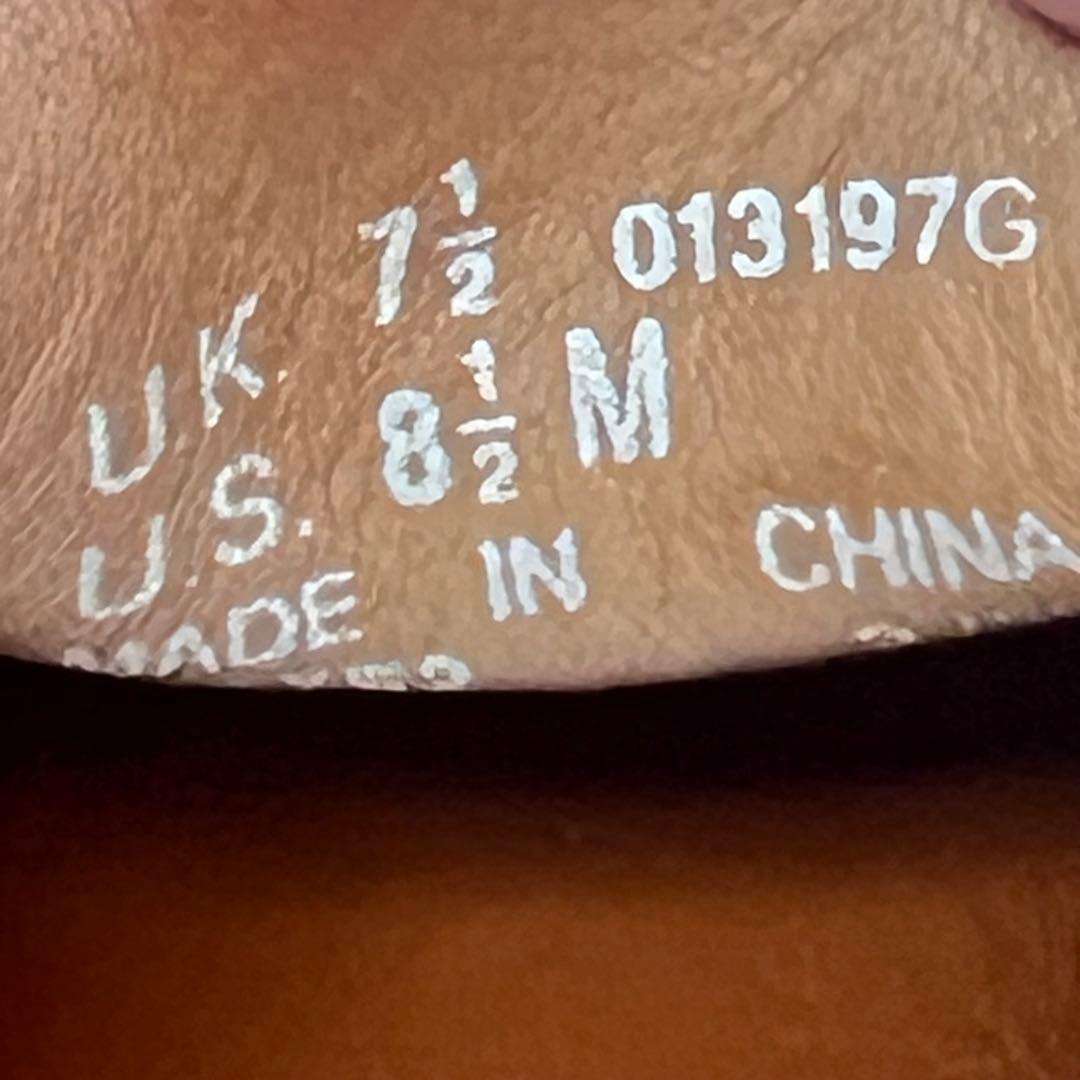 UK. 7 1/2 013197G
U.S. 8 1/2 M
MADE IN CHINA